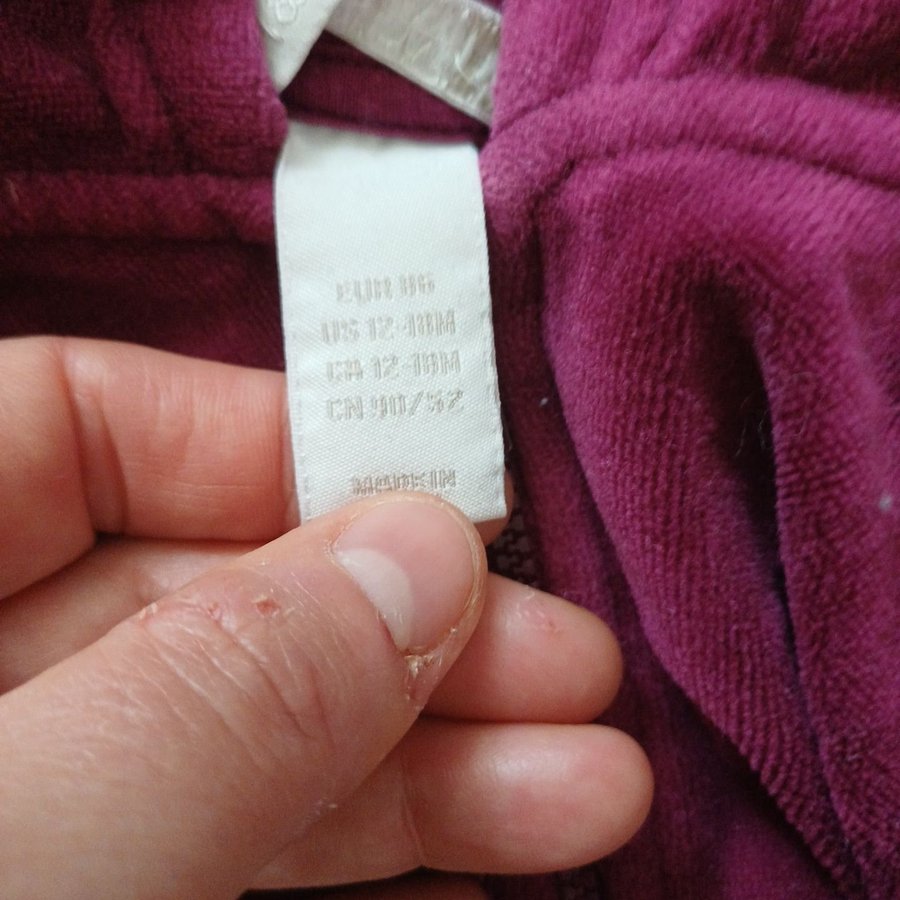 EUR 86
US 12-18M
CA 12-18M
CN 90/52
MADE IN